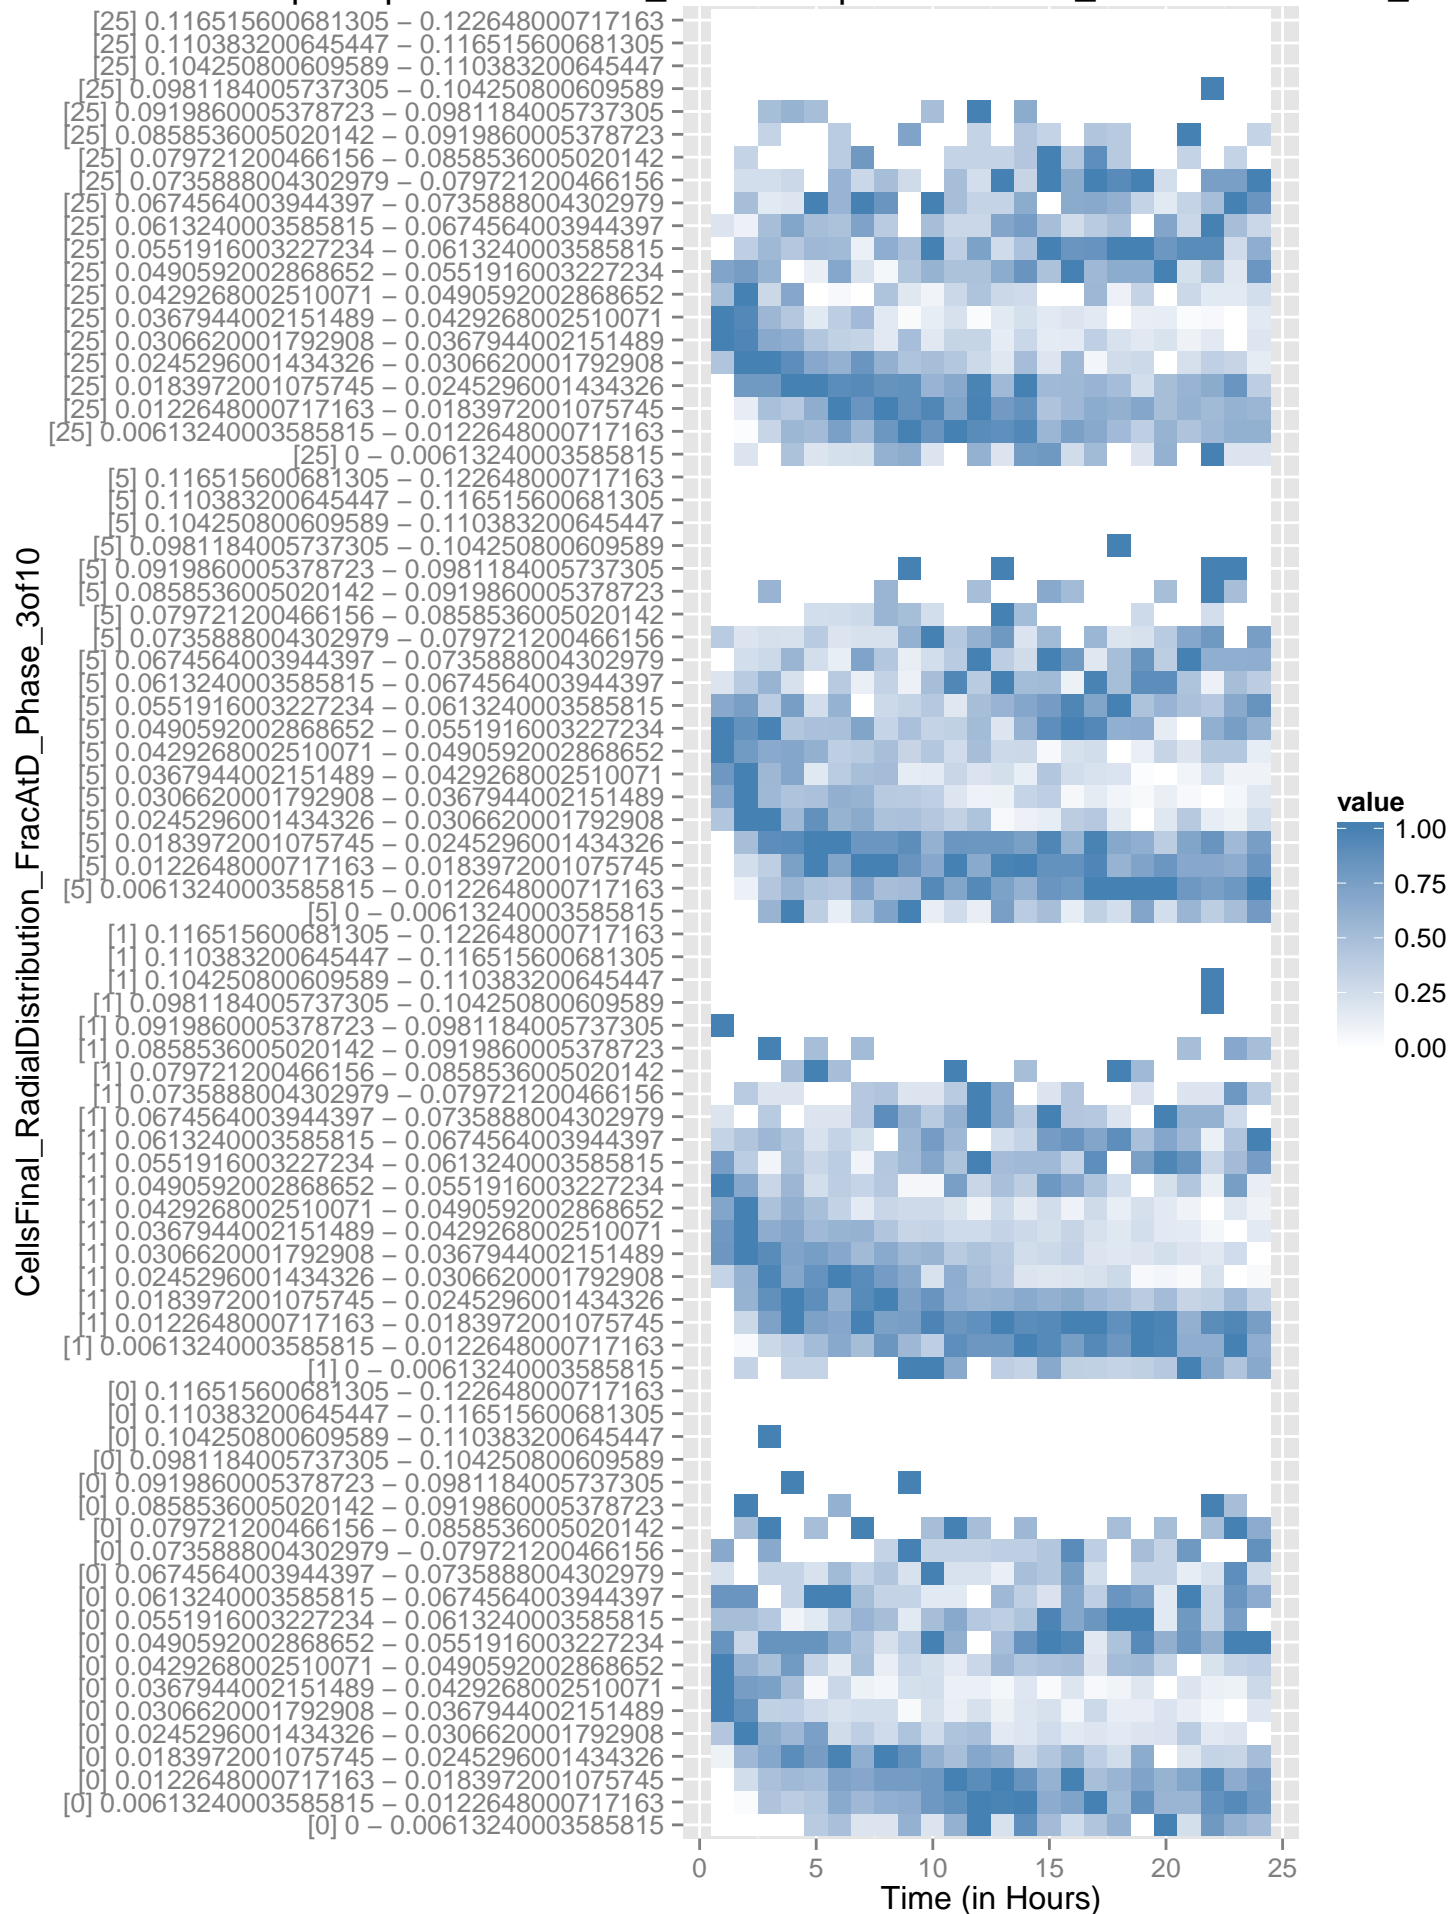 [25] 0.116515600681305 – 0.122648000717163
[25] 0.110383200645447 – 0.116515600681305
[25] 0.104250800609589 – 0.110383200645447
[25] 0.0981184005737305 – 0.104250800609589
[25] 0.0919860005378723 – 0.0981184005737305
[25] 0.0858536005020142 – 0.0919860005378723
[25] 0.079721200466156 – 0.0858536005020142
[25] 0.0735888004302979 – 0.079721200466156
[25] 0.0674564003944397 – 0.0735888004302979
[25] 0.0613240003585815 – 0.0674564003944397
[25] 0.0551916003227234 – 0.0613240003585815
[25] 0.0490592002868652 – 0.0551916003227234
[25] 0.0429268002510071 – 0.0490592002868652
[25] 0.0367944002151489 – 0.0429268002510071
[25] 0.0306620001792908 – 0.0367944002151489
[25] 0.0245296001434326 – 0.0306620001792908
[25] 0.0183972001075745 – 0.0245296001434326
[25] 0.0122648000717163 – 0.0183972001075745
[25] 0.00613240003585815 – 0.0122648000717163
[25] 0 – 0.00613240003585815
[5] 0.116515600681305 – 0.122648000717163
[5] 0.110383200645447 – 0.116515600681305
[5] 0.104250800609589 – 0.110383200645447
[5] 0.0981184005737305 – 0.104250800609589
[5] 0.0919860005378723 – 0.0981184005737305
[5] 0.0858536005020142 – 0.0919860005378723
[5] 0.079721200466156 – 0.0858536005020142
[5] 0.0735888004302979 – 0.079721200466156
[5] 0.0674564003944397 – 0.0735888004302979
[5] 0.0613240003585815 – 0.0674564003944397
[5] 0.0551916003227234 – 0.0613240003585815
[5] 0.0490592002868652 – 0.0551916003227234
[5] 0.0429268002510071 – 0.0490592002868652
[5] 0.0367944002151489 – 0.0429268002510071
[5] 0.0306620001792908 – 0.0367944002151489
[5] 0.0245296001434326 – 0.0306620001792908
[5] 0.0183972001075745 – 0.0245296001434326
[5] 0.0122648000717163 – 0.0183972001075745
[5] 0.00613240003585815 – 0.0122648000717163
[5] 0 – 0.00613240003585815
[1] 0.116515600681305 – 0.122648000717163
[1] 0.110383200645447 – 0.116515600681305
[1] 0.104250800609589 – 0.110383200645447
[1] 0.0981184005737305 – 0.104250800609589
[1] 0.0919860005378723 – 0.0981184005737305
[1] 0.0858536005020142 – 0.0919860005378723
[1] 0.079721200466156 – 0.0858536005020142
[1] 0.0735888004302979 – 0.079721200466156
[1] 0.0674564003944397 – 0.0735888004302979
[1] 0.0613240003585815 – 0.0674564003944397
[1] 0.0551916003227234 – 0.0613240003585815
[1] 0.0490592002868652 – 0.0551916003227234
[1] 0.0429268002510071 – 0.0490592002868652
[1] 0.0367944002151489 – 0.0429268002510071
[1] 0.0306620001792908 – 0.0367944002151489
[1] 0.0245296001434326 – 0.0306620001792908
[1] 0.0183972001075745 – 0.0245296001434326
[1] 0.0122648000717163 – 0.0183972001075745
[1] 0.00613240003585815 – 0.0122648000717163
[1] 0 – 0.00613240003585815
[0] 0.116515600681305 – 0.122648000717163
[0] 0.110383200645447 – 0.116515600681305
[0] 0.104250800609589 – 0.110383200645447
[0] 0.0981184005737305 – 0.104250800609589
[0] 0.0919860005378723 – 0.0981184005737305
[0] 0.0858536005020142 – 0.0919860005378723
[0] 0.079721200466156 – 0.0858536005020142
[0] 0.0735888004302979 – 0.079721200466156
[0] 0.0674564003944397 – 0.0735888004302979
[0] 0.0613240003585815 – 0.0674564003944397
[0] 0.0551916003227234 – 0.0613240003585815
[0] 0.0490592002868652 – 0.0551916003227234
[0] 0.0429268002510071 – 0.0490592002868652
[0] 0.0367944002151489 – 0.0429268002510071
[0] 0.0306620001792908 – 0.0367944002151489
[0] 0.0245296001434326 – 0.0306620001792908
[0] 0.0183972001075745 – 0.0245296001434326
[0] 0.0122648000717163 – 0.0183972001075745
[0] 0.00613240003585815 – 0.0122648000717163
[0] 0 – 0.00613240003585815
CellsFinal_RadialDistribution_FracAtD_Phase_3of10
0 5 10 15 20 25
Time (in Hours)
value
1.00
0.75
0.50
0.25
0.00